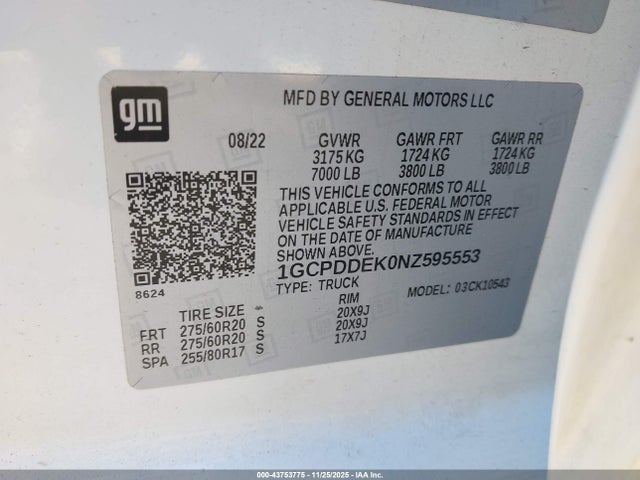 gm
MFD BY GENERAL MOTORS LLC
08/22 GVWR GAWR FRT GAWR RR
3175 KG 1724 KG 1724 KG
7000 LB 3800 LB 3800 LB
THIS VEHICLE CONFORMS TO ALL
APPLICABLE U.S. FEDERAL MOTOR
VEHICLE SAFETY STANDARDS IN EFFECT
ON THE DATE OF MANUFACTURE
SHOWN ABOVE.
1GCPDDEK0NZ595553
TYPE: TRUCK MODEL: 03CK10543
8624
TIRE SIZE RIM
FRT 275/60R20 S 20X9J
RR 275/60R20 S 20X9J
SPA 255/80R17 S 17X7J
000-43753775 - 11/25/2025 - IAA Inc.